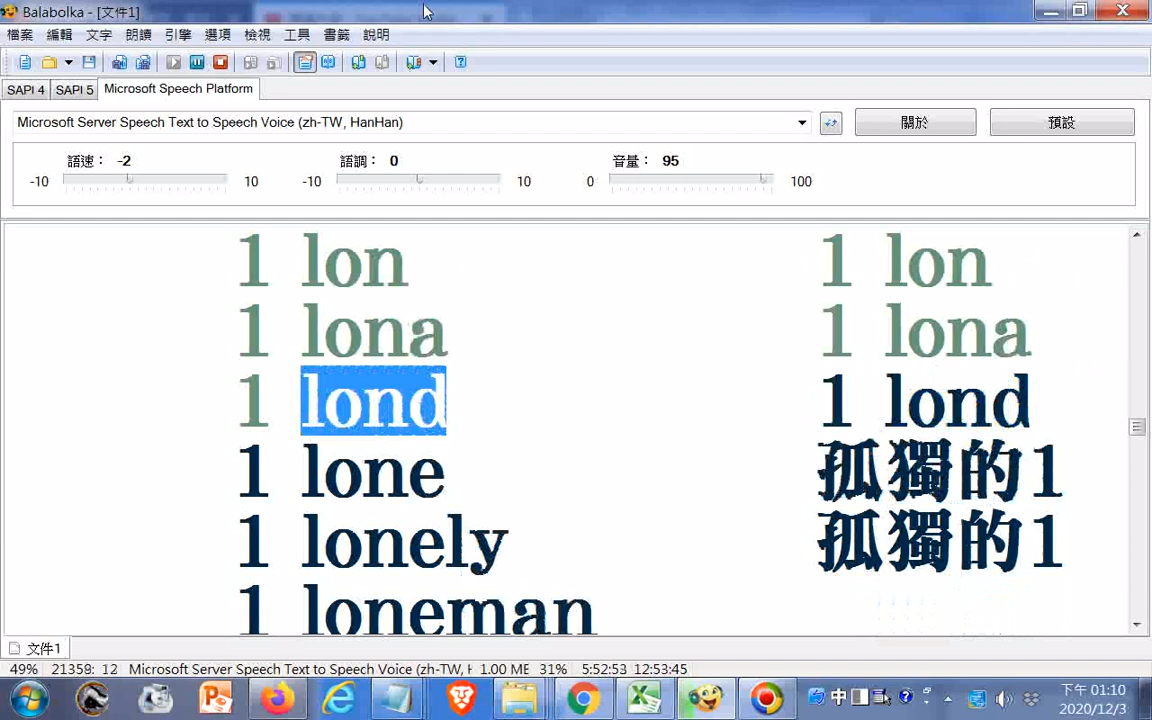 Balabolka - [文件1]
檔案 編輯 文字 朗讀 引擎 選項 檢視 工具 書籤 說明
SAPI 4 SAPI 5 Microsoft Speech Platform
Microsoft Server Speech Text to Speech Voice (zh-TW, HanHan) 關於 預設
語速： -2 語調： 0 音量： 95
-10 10 -10 10 0 100
1 lon 1 lon
1 lona 1 lona
1 lond 1 lond
1 lone 孤獨的1
1 lonely 孤獨的1
1 loneman
文件1
49% 21359: 12 Microsoft Server Speech Text to Speech Voice (zh-TW, H 1.00 ME 31% 5:52:53 12:53:45
中 下午 01:10
2020/12/3